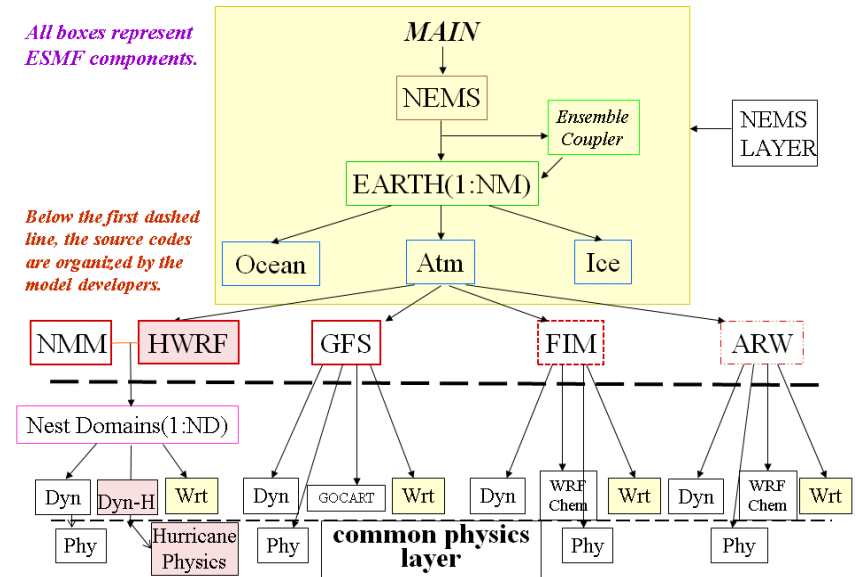 All boxes represent
ESMF components.
MAIN
NEMS
Ensemble
Coupler
NEMS
LAYER
EARTH(1:NM)
Below the first dashed
line, the source codes
are organized by the
model developers.
Ocean
Atm
Ice
NMM
HWRF
GFS
FIM
ARW
Nest Domains(1:ND)
Dyn
Dyn-H
Wrt
Dyn
GOCART
Wrt
Dyn
WRF
Chem
Wrt
Dyn
WRF
Chem
Wrt
Phy
Hurricane
Physics
Phy
common physics
layer
Phy
Phy